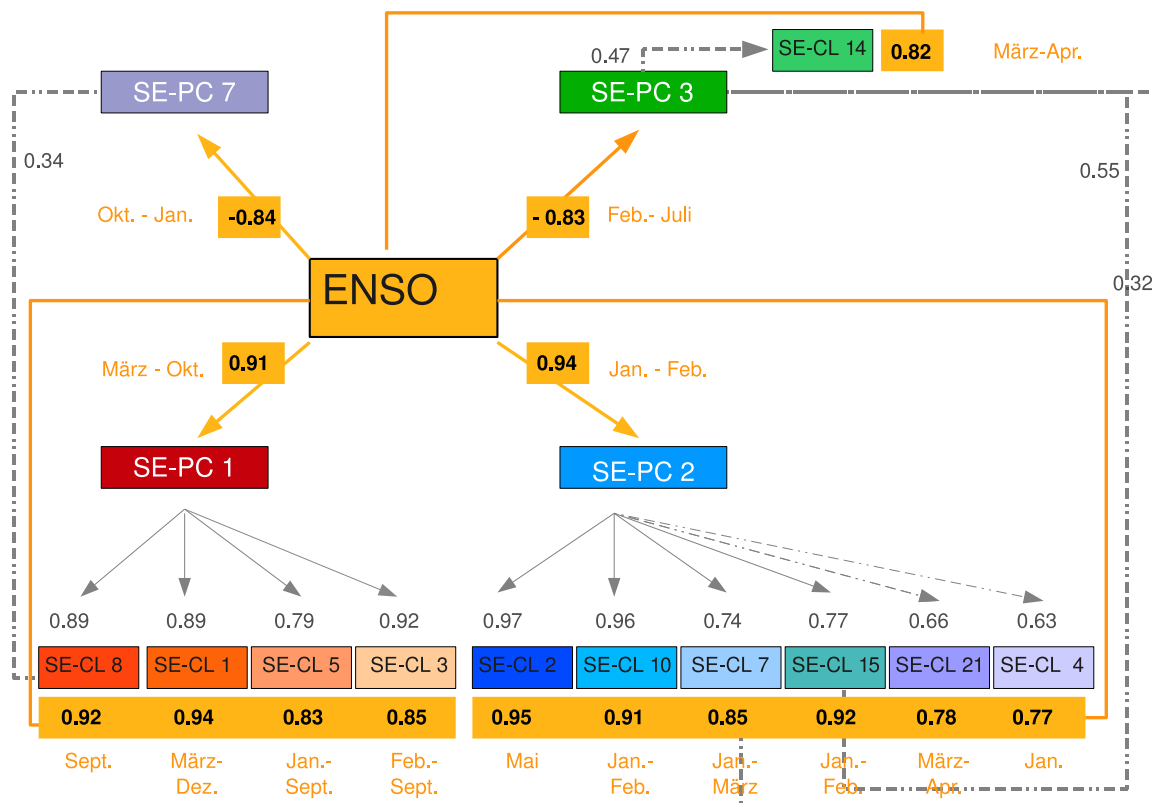 0.47
SE-CL 14
0.82
März-Apr.
SE-PC 7
SE-PC 3
0.34
0.55
Okt. - Jan.
-0.84
- 0.83
Feb.- Juli
ENSO
0.32
März - Okt.
0.91
0.94
Jan. - Feb.
SE-PC 1
SE-PC 2
0.89 0.89 0.79 0.92 0.97 0.96 0.74 0.77 0.66 0.63
SE-CL 8 SE-CL 1 SE-CL 5 SE-CL 3 SE-CL 2 SE-CL 10 SE-CL 7 SE-CL 15 SE-CL 21 SE-CL 4
0.92 0.94 0.83 0.85 0.95 0.91 0.85 0.92 0.78 0.77
Sept. März- Jan.- Feb.- Mai Jan.- Jan.- Jan.- März- Jan.
Dez. Sept. Sept. Feb. März Feb. Apr.